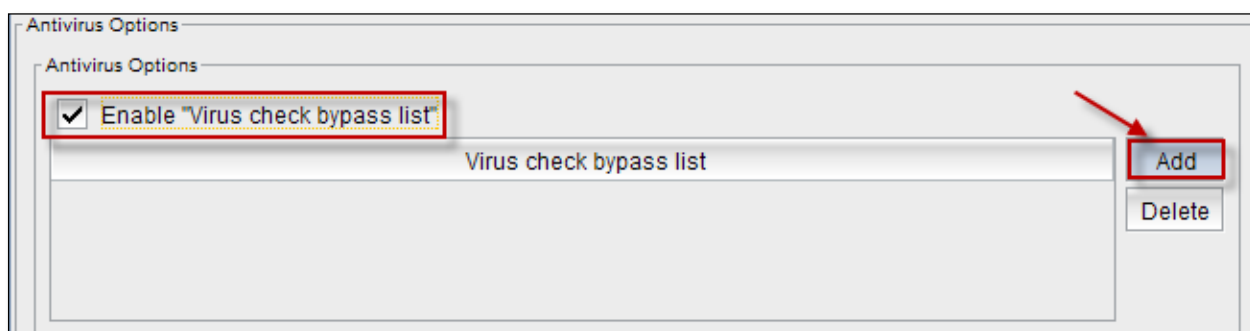 Antivirus Options
Antivirus Options
Enable "Virus check bypass list"
Virus check bypass list
Add
Delete